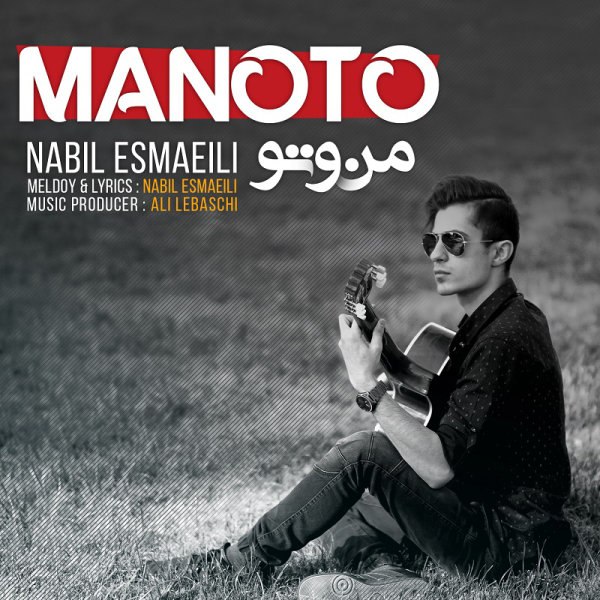 MANOTO
NABIL ESMAEILI من و تو
MELDOY & LYRICS : NABIL ESMAEILI
MUSIC PRODUCER : ALI LEBASCHI